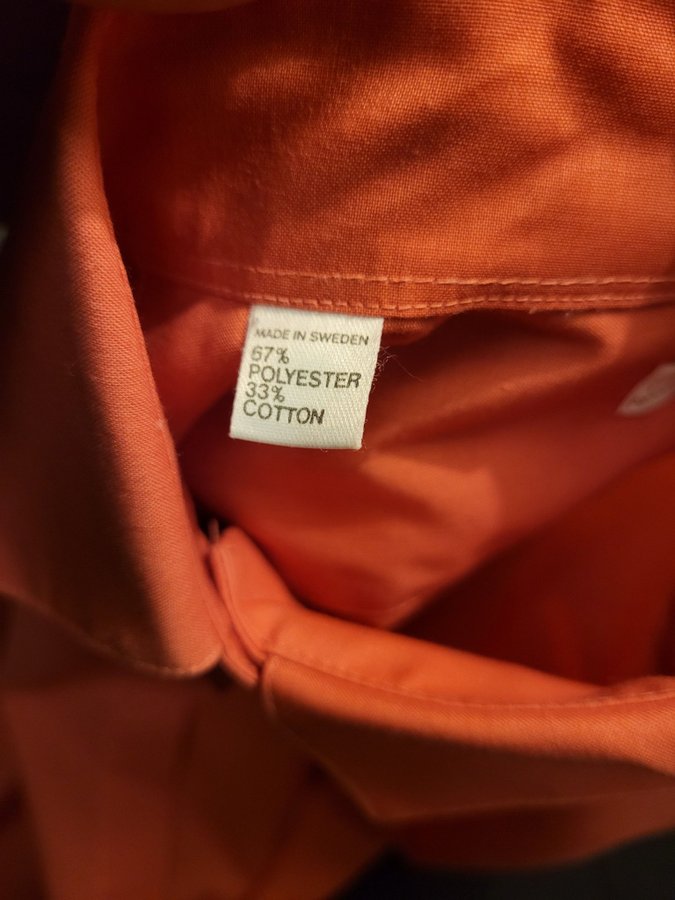 MADE IN SWEDEN
67%
POLYESTER
33%
COTTON